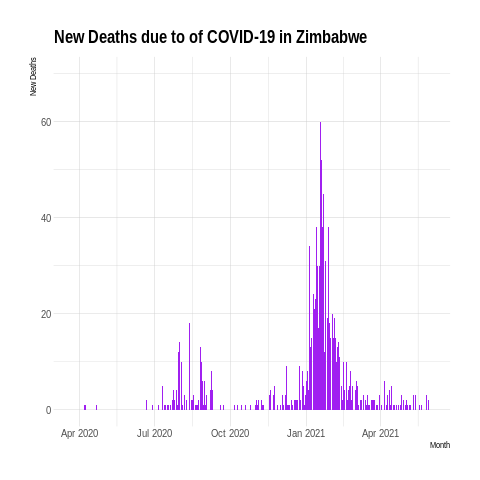 New Deaths due to of COVID-19 in Zimbabwe
New Deaths
60
40
20
0
Apr 2020 Jul 2020 Oct 2020 Jan 2021 Apr 2021
Month